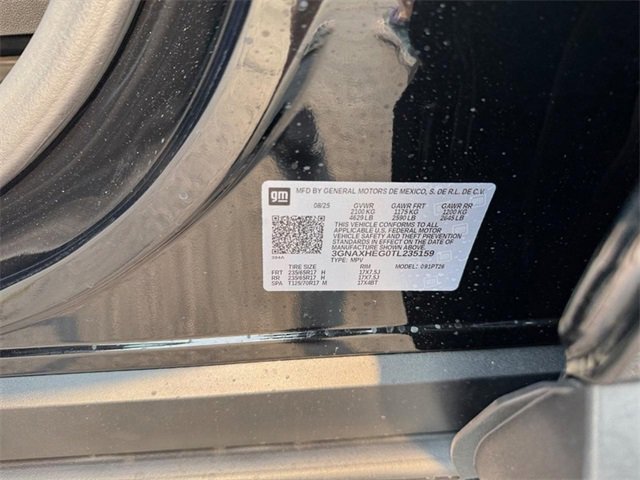 gm MFD BY GENERAL MOTORS DE MEXICO, S. DE R.L. DE C.V.
08/25 GVWR GAWR FRT GAWR RR
2100 KG 1175 KG 1200 KG
4629 LB 2590 LB 2645 LB
THIS VEHICLE CONFORMS TO ALL
APPLICABLE U.S. FEDERAL MOTOR
VEHICLE SAFETY AND THEFT PREVENTION
STANDARDS IN EFFECT ON THE DATE OF
MANUFACTURE SHOWN ABOVE.
3GNAXHEG0TL235159
TYPE: MPV MODEL: 091PT26
TIRE SIZE RIM
FRT 235/65R17 H 17X7.5J
RR 235/65R17 H 17X7.5J
SPA T125/70R17 M 17X4BT